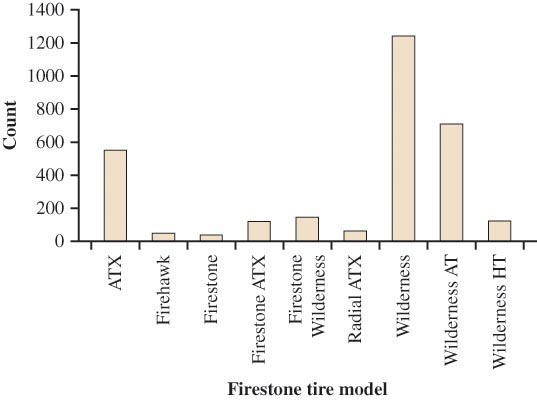 1400
1200
1000
800
600
400
200
0
Count
ATX
Firehawk
Firestone
Firestone ATX
Firestone
Wilderness
Radial ATX
Wilderness
Wilderness AT
Wilderness HT
Firestone tire model